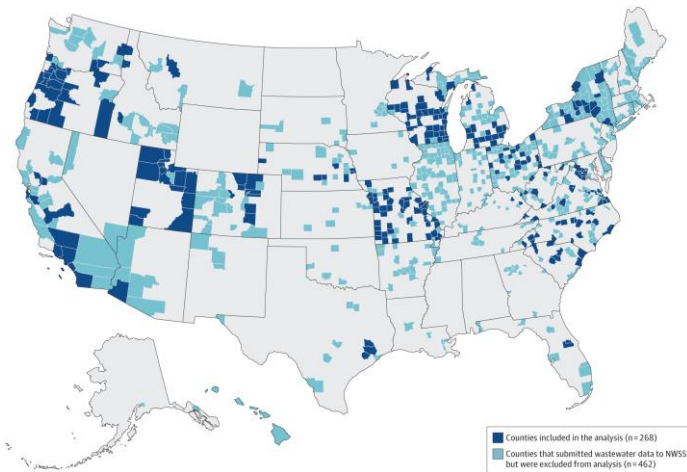 Counties included in the analysis (n=268)
Counties that submitted wastewater data to NWSS
but were excluded from analysis (n=462)